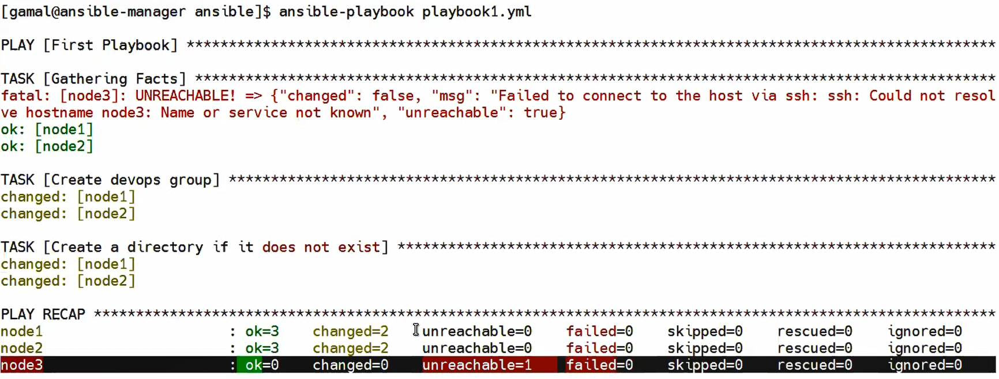 [gamal@ansible-manager ansible]$ ansible-playbook playbook1.yml
PLAY [First Playbook] ************************************************************************************************
TASK [Gathering Facts] ***********************************************************************************************
fatal: [node3]: UNREACHABLE! => {"changed": false, "msg": "Failed to connect to the host via ssh: ssh: Could not resol
ve hostname node3: Name or service not known", "unreachable": true}
ok: [node1]
ok: [node2]
TASK [Create devops group] *******************************************************************************************
changed: [node1]
changed: [node2]
TASK [Create a directory if it does not exist] ***********************************************************************
changed: [node1]
changed: [node2]
PLAY RECAP ***********************************************************************************************************
node1                      : ok=3    changed=2    unreachable=0    failed=0    skipped=0    rescued=0    ignored=0
node2                      : ok=3    changed=2    unreachable=0    failed=0    skipped=0    rescued=0    ignored=0
node3                      : ok=0    changed=0    unreachable=1    failed=0    skipped=0    rescued=0    ignored=0